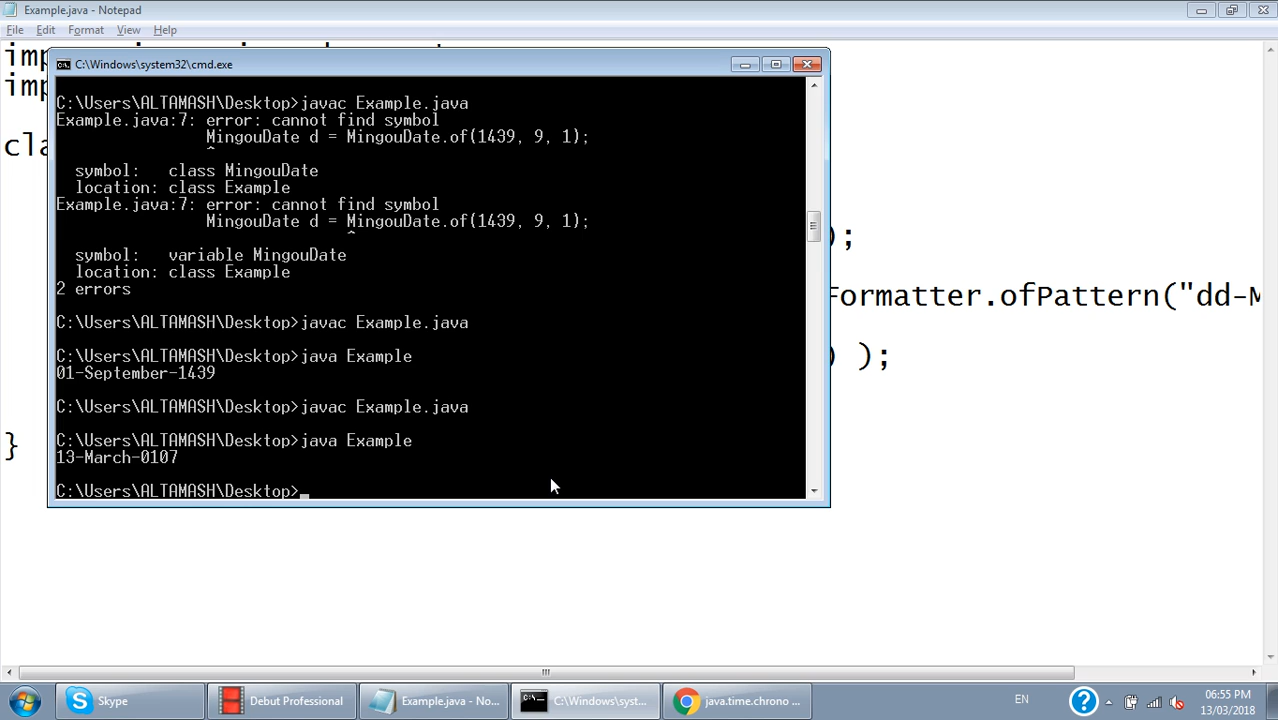 Example.java - Notepad
File Edit Format View Help
C:\Windows\system32\cmd.exe
C:\Users\ALTAMASH\Desktop>javac Example.java
Example.java:7: error: cannot find symbol
MingouDate d = MingouDate.of(1439, 9, 1);
^
symbol: class MingouDate
location: class Example
Example.java:7: error: cannot find symbol
MingouDate d = MingouDate.of(1439, 9, 1);
^
symbol: variable MingouDate
location: class Example
2 errors
C:\Users\ALTAMASH\Desktop>javac Example.java
C:\Users\ALTAMASH\Desktop>java Example
01-September-1439
C:\Users\ALTAMASH\Desktop>javac Example.java
C:\Users\ALTAMASH\Desktop>java Example
13-March-0107
C:\Users\ALTAMASH\Desktop>_
imp
imp
cla
);
Formatter.ofPattern("dd-M
) );
}
Skype Debut Professional Example.java - No... C:\Windows\syst... java.time.chrono ... EN 06:55 PM
13/03/2018